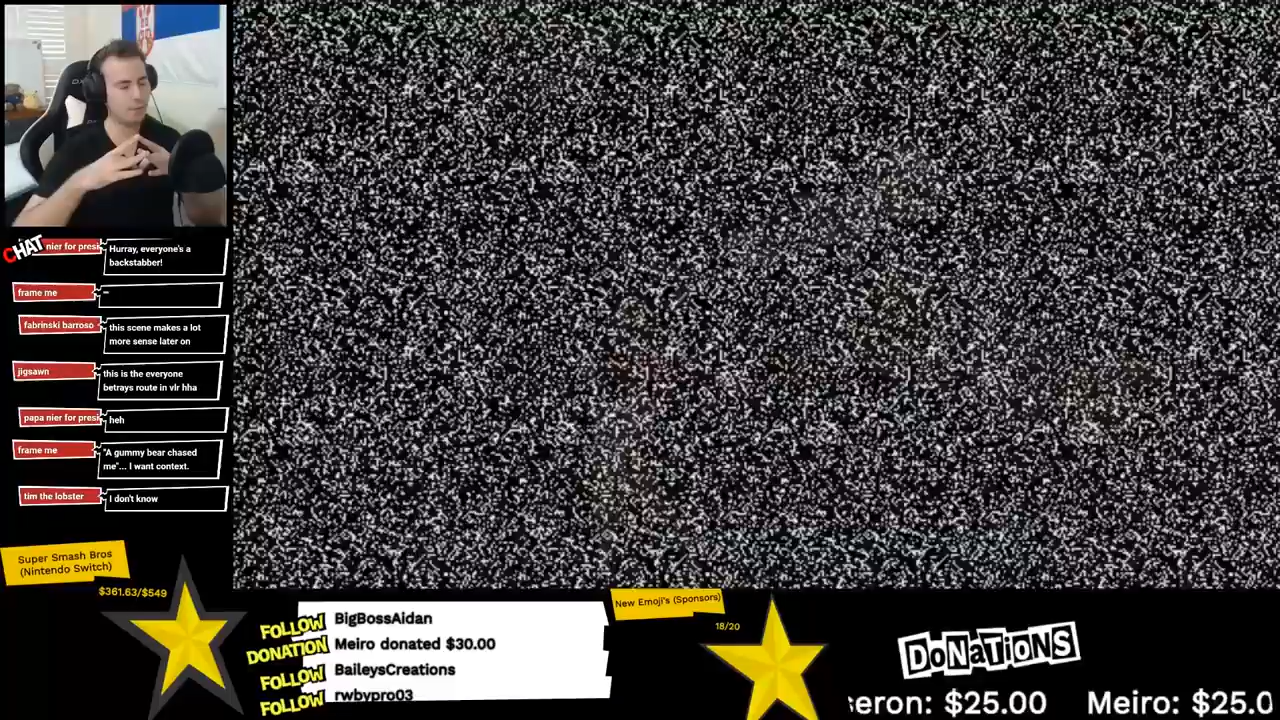 CHAT
nier for presi
Hurray, everyone's a
backstabber!
frame me
fabrinski barroso
this scene makes a lot
more sense later on
jigsawn
this is the everyone
betrays route in vlr hha
papa nier for presi
heh
frame me
"A gummy bear chased
me"... I want context.
tim the lobster
I don't know
Super Smash Bros
(Nintendo Switch)
$361.63/$549
FOLLOW BigBossAidan
DONATION Meiro donated $30.00
FOLLOW BaileysCreations
FOLLOW rwbypro03
New Emoji's (Sponsors)
18/20
DoNaTiONS
eron: $25.00 Meiro: $25.0